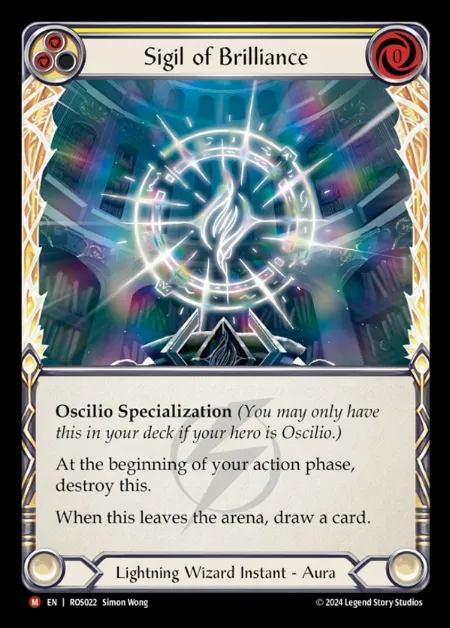 Sigil of Brilliance
0
Oscilio Specialization (You may only have
this in your deck if your hero is Oscilio.)
At the beginning of your action phase,
destroy this.
When this leaves the arena, draw a card.
Lightning Wizard Instant - Aura
M EN | ROS022 Simon Wong
© 2024 Legend Story Studios